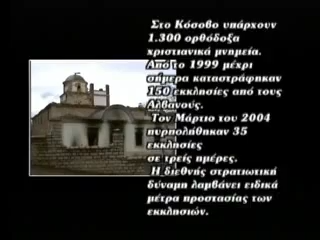 Στο Κόσοβο υπάρχουν
1.300 ορθόδοξα
χριστιανικά μνημεία.
Από το 1999 μέχρι
σήμερα καταστράφηκαν
150 εκκλησίες από τους
Αλβανούς.
Τον Μάρτιο του 2004
πυρπολήθηκαν 35
εκκλησίες
σε τρείς ημέρες.
Η διεθνής στρατιωτική
δύναμη λαμβάνει ειδικά
μέτρα προστασίας των
εκκλησιών.